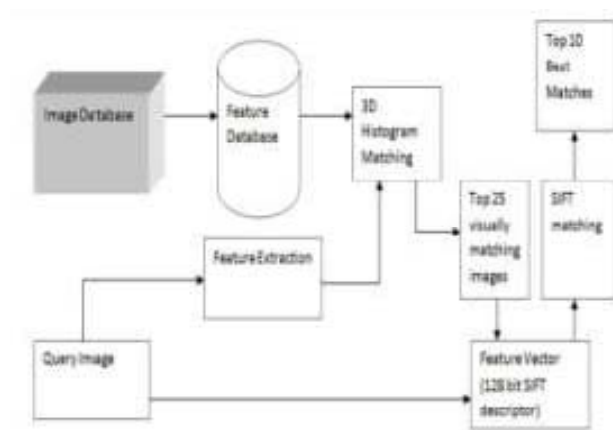 Image Database
Feature
Database
3D
Histogram
Matching
Top 10
Best
Matches
Top 25
visually
matching
images
SIFT
matching
Feature Extraction
Query Image
Feature Vector
(128 bit SIFT
descriptor)